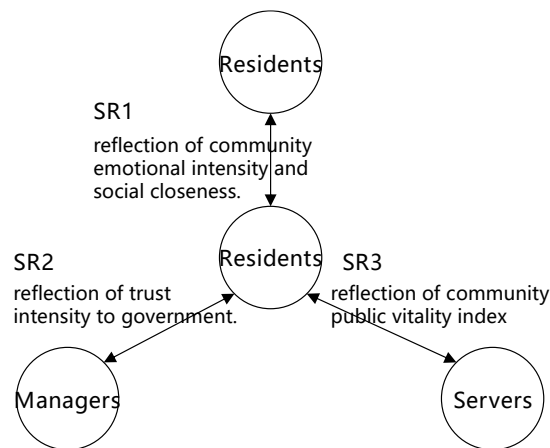 Residents
SR1
reflection of community
emotional intensity and
social closeness.
Residents
SR2
reflection of trust
intensity to government.
SR3
reflection of community
public vitality index
Managers
Servers